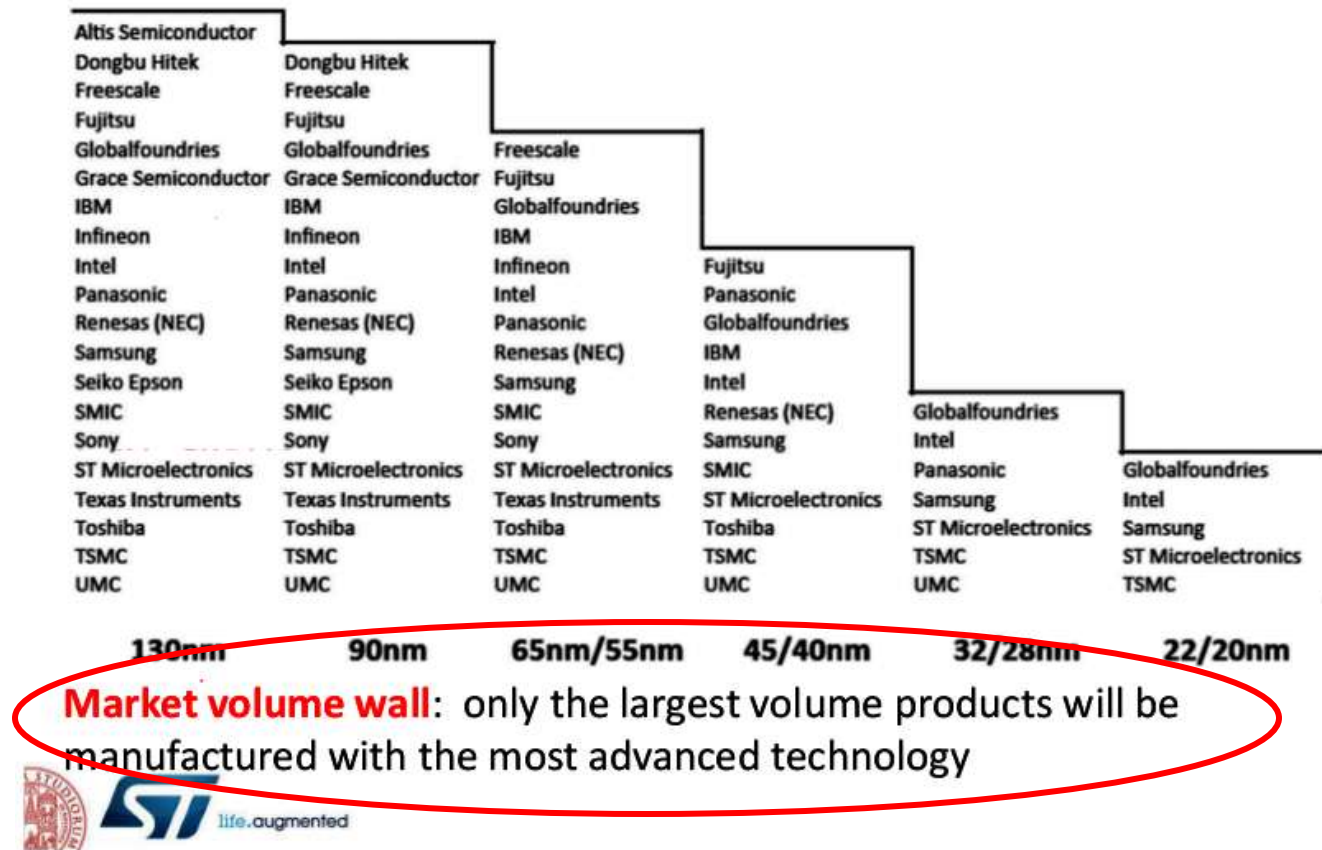 Altis Semiconductor
Dongbu Hitek
Freescale
Fujitsu
Globalfoundries
Grace Semiconductor
IBM
Infineon
Intel
Panasonic
Renesas (NEC)
Samsung
Seiko Epson
SMIC
Sony
ST Microelectronics
Texas Instruments
Toshiba
TSMC
UMC
130nm
Dongbu Hitek
Freescale
Fujitsu
Globalfoundries
Grace Semiconductor
IBM
Infineon
Intel
Panasonic
Renesas (NEC)
Samsung
Seiko Epson
SMIC
Sony
ST Microelectronics
Texas Instruments
Toshiba
TSMC
UMC
90nm
Freescale
Fujitsu
Globalfoundries
IBM
Infineon
Intel
Panasonic
Renesas (NEC)
Samsung
SMIC
Sony
ST Microelectronics
Texas Instruments
Toshiba
TSMC
UMC
65nm/55nm
Fujitsu
Panasonic
Globalfoundries
IBM
Intel
Renesas (NEC)
Samsung
SMIC
ST Microelectronics
Toshiba
TSMC
UMC
45/40nm
Globalfoundries
Intel
Panasonic
Samsung
ST Microelectronics
TSMC
UMC
32/28nm
Globalfoundries
Intel
Samsung
ST Microelectronics
TSMC
22/20nm
Market volume wall: only the largest volume products will be
manufactured with the most advanced technology
STUDIORUM
ST
life.augmented